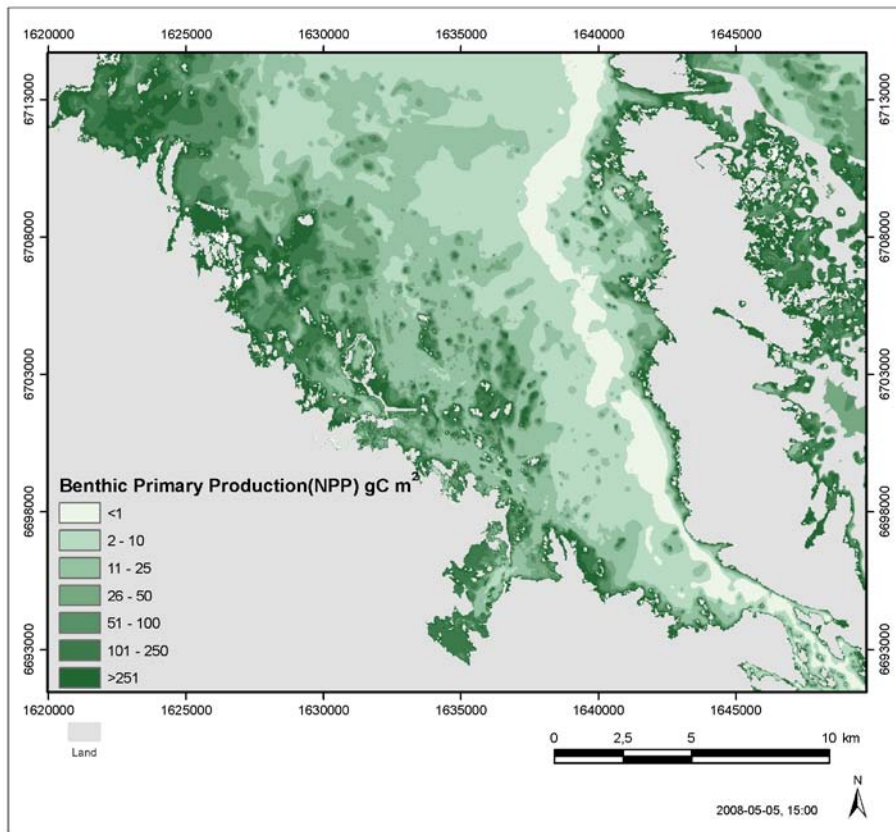 1620000 1625000 1630000 1635000 1640000 1645000
6713000 6713000
6708000 6708000
6703000 6703000
Benthic Primary Production(NPP) gC m²
6698000 6698000
<1
2 - 10
11 - 25
26 - 50
51 - 100
101 - 250
>251
6693000 6693000
1620000 1625000 1630000 1635000 1640000 1645000
Land
0 2,5 5 10 km
N
2008-05-05, 15:00